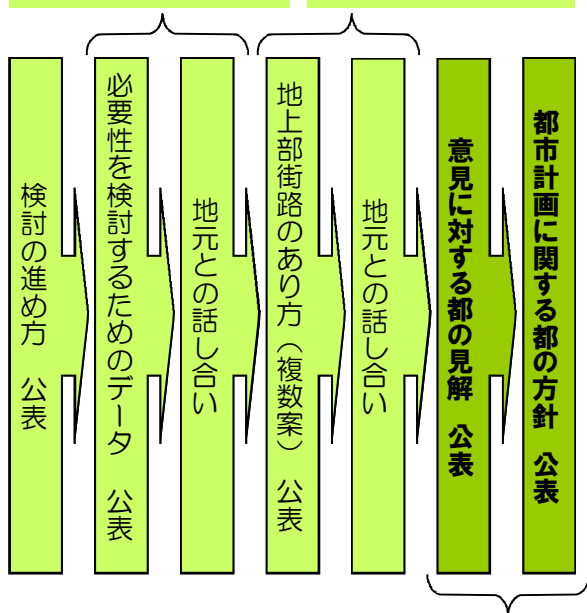 検討の進め方　公表
必要性を検討するためのデータ　公表
地元との話し合い
地上部街路のあり方（複数案）　公表
地元との話し合い
意見に対する都の見解　公表
都市計画に関する都の方針　公表